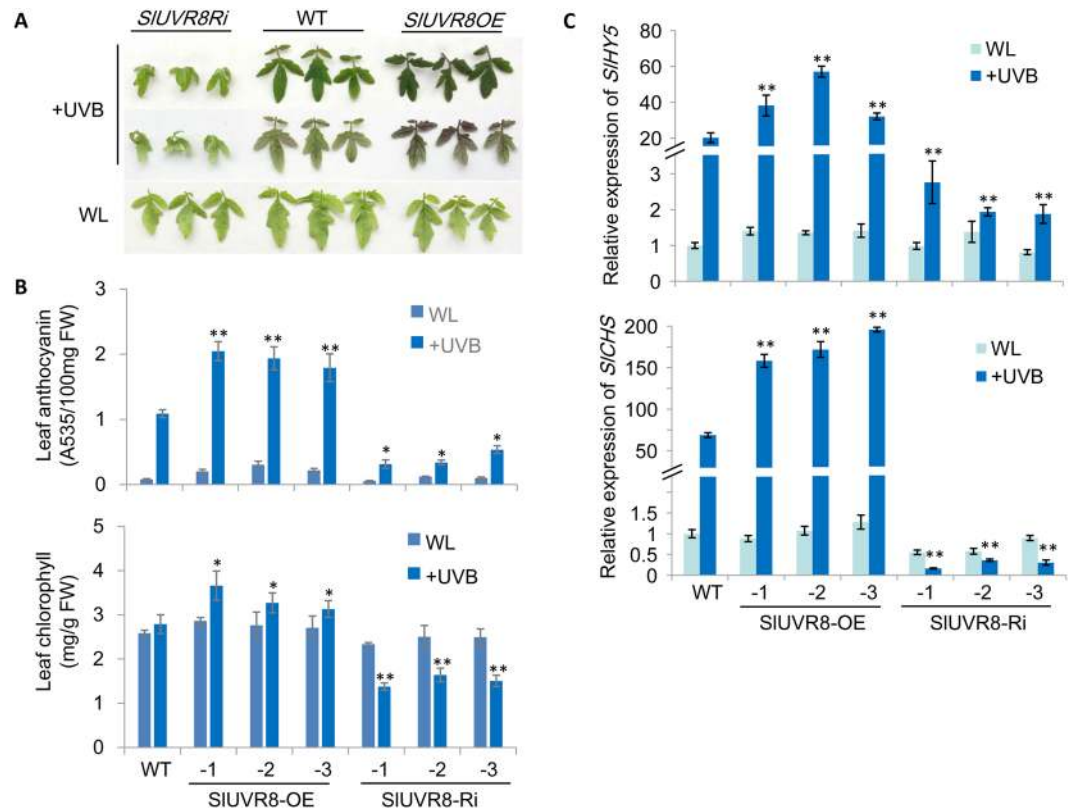 A
SlUVR8Ri WT SlUVR8OE
+UVB
WL
B
Leaf anthocyanin
(A535/100mg FW)
3
2
1
0
WL
+UVB
** ** **
* * *
Leaf chlorophyll
(mg/g FW)
5
4
3
2
1
0
WL
+UVB
* * *
** ** **
WT -1 -2 -3 -1 -2 -3
SlUVR8-OE SlUVR8-Ri
C
Relative expression of SlHY5
80
60
40
20
3
2
1
0
WL
+UVB
** ** ** ** ** **
Relative expression of SlCHS
200
150
100
50
1.5
1
0.5
0
WL
+UVB
** ** **
** ** **
WT -1 -2 -3 -1 -2 -3
SlUVR8-OE SlUVR8-Ri